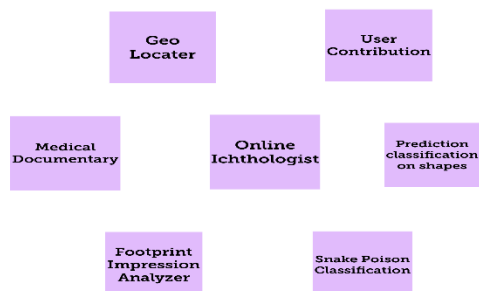 Geo
Locater
User
Contribution
Medical
Documentary
Online
Ichthologist
Prediction
classification
on shapes
Footprint
Impression
Analyzer
Snake Poison
Classification